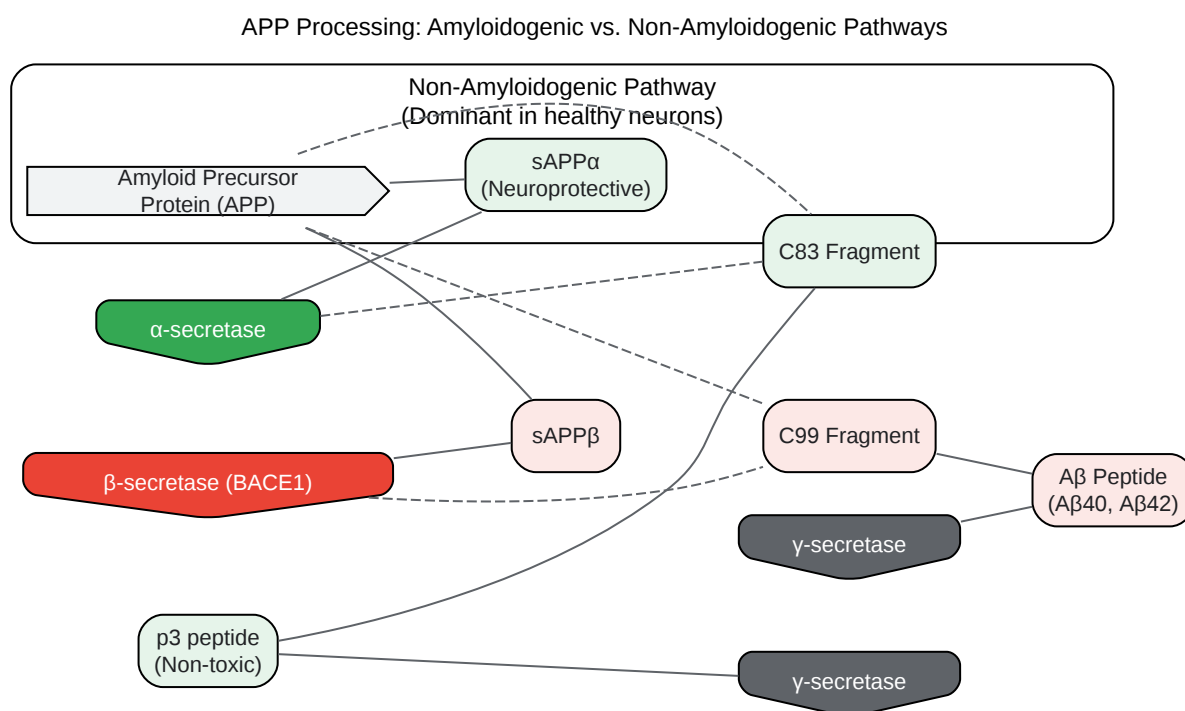 APP Processing: Amyloidogenic vs. Non-Amyloidogenic Pathways
Non-Amyloidogenic Pathway
(Dominant in healthy neurons)
Amyloid Precursor
Protein (APP)
sAPPα
(Neuroprotective)
C83 Fragment
α-secretase
sAPPβ
C99 Fragment
β-secretase (BACE1)
Aβ Peptide
(Aβ40, Aβ42)
γ-secretase
p3 peptide
(Non-toxic)
γ-secretase